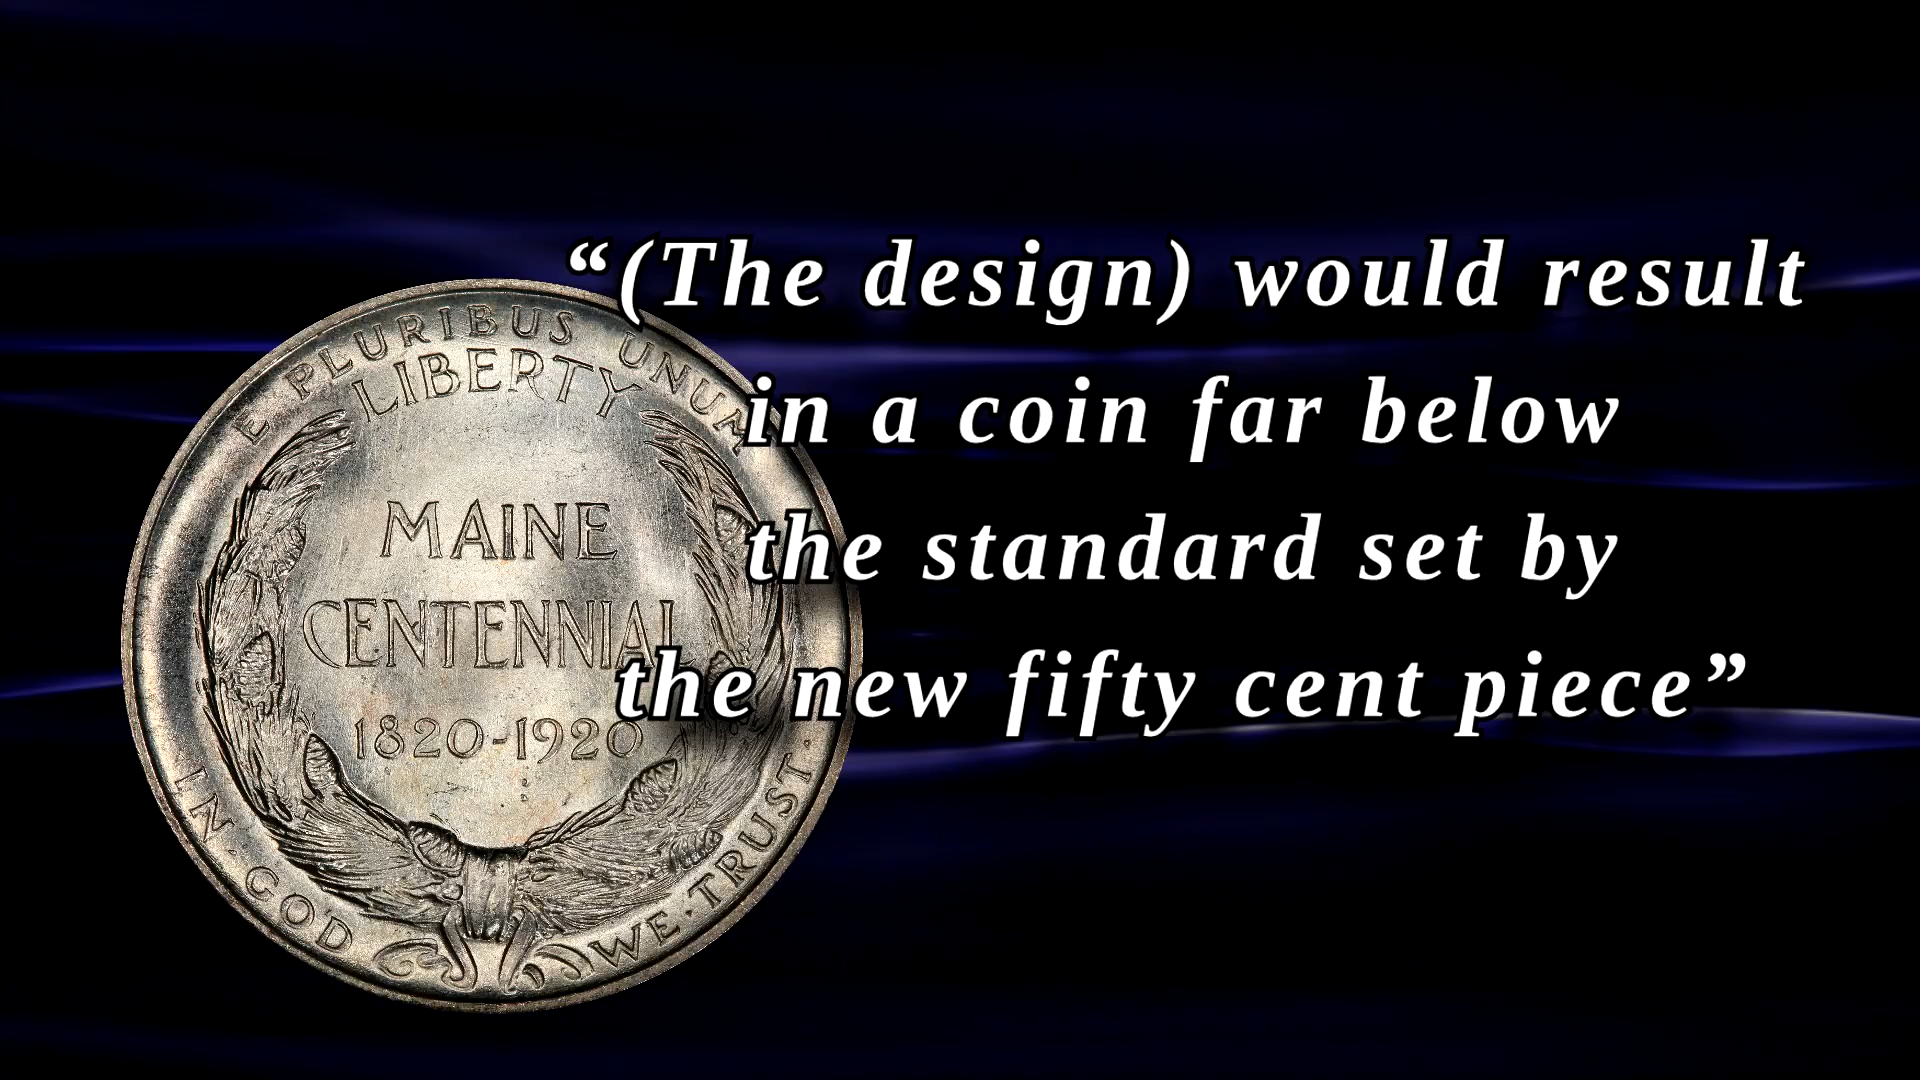 “(The design) would result
in a coin far below
the standard set by
the new fifty cent piece”
E PLURIBUS UNUM
LIBERTY
MAINE
CENTENNIAL
1820-1920
IN·GOD WE·TRUST·